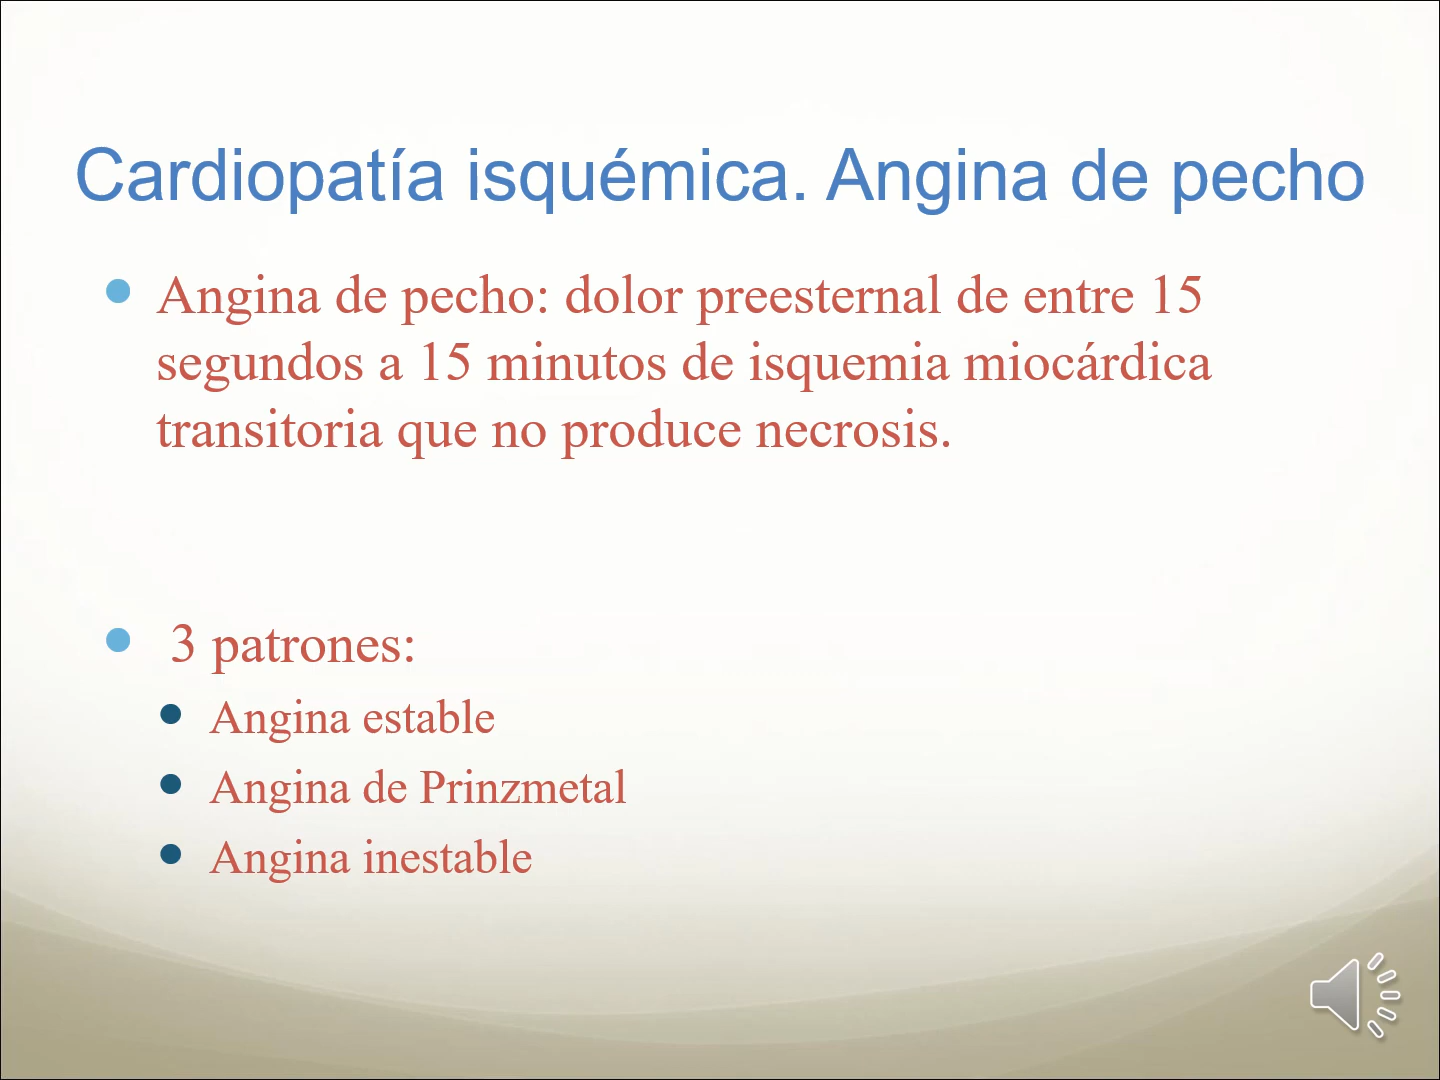 Cardiopatía isquémica. Angina de pecho
Angina de pecho: dolor preesternal de entre 15
segundos a 15 minutos de isquemia miocárdica
transitoria que no produce necrosis.
3 patrones:
Angina estable
Angina de Prinzmetal
Angina inestable